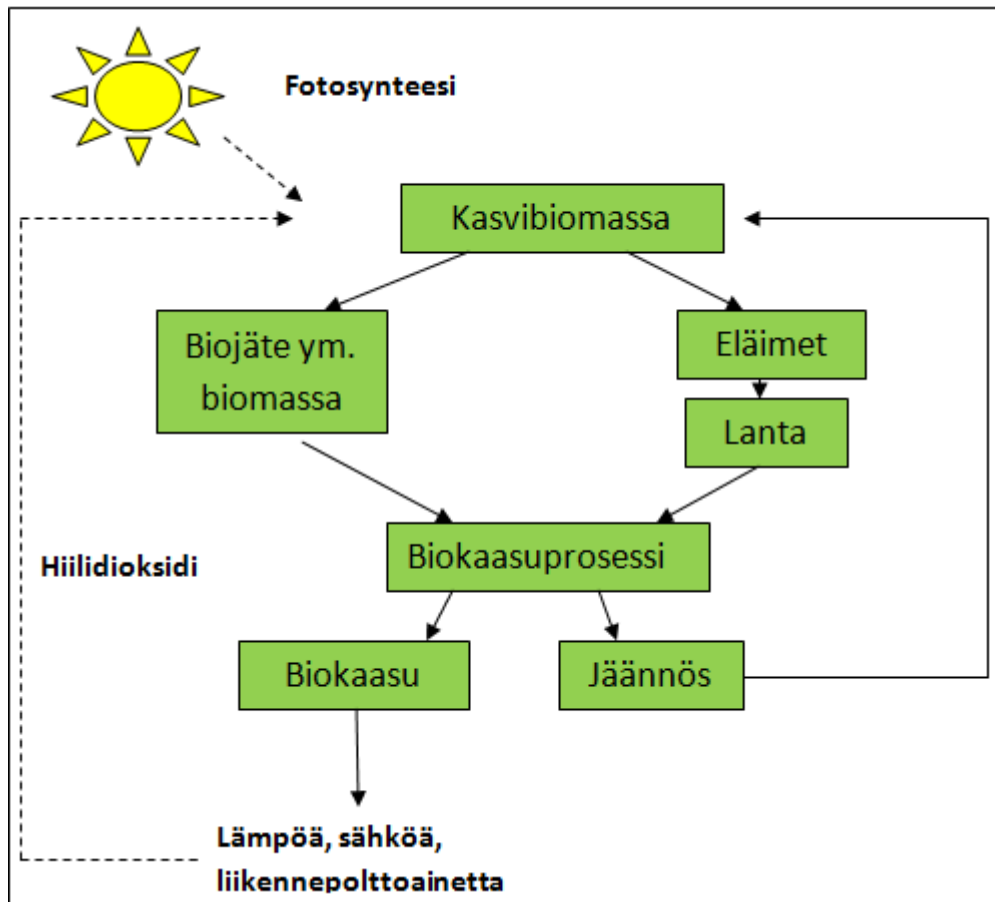 Fotosynteesi
Kasvibiomassa
Biojäte ym.
biomassa
Eläimet
Lanta
Biokaasuprosessi
Hiilidioksidi
Biokaasu
Jäännös
Lämpöä, sähköä,
liikennepolttoainetta